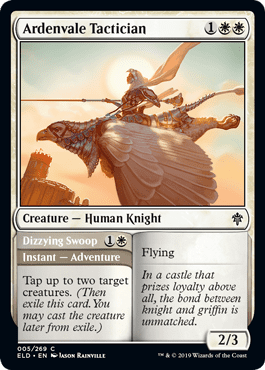 Ardenvale Tactician 1
Creature — Human Knight
Dizzying Swoop 1
Instant — Adventure
Tap up to two target
creatures. (Then
exile this card. You
may cast the creature
later from exile.)
Flying
In a castle that
prizes loyalty above
all, the bond between
knight and griffin is
unmatched.
2/3
005/269 C
ELD • EN Jason Rainville
™ & © 2019 Wizards of the Coast